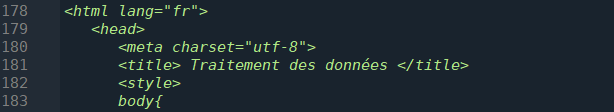 178 <html lang="fr">
179 <head>
180 <meta charset="utf-8">
181 <title> Traitement des données </title>
182 <style>
183 body{